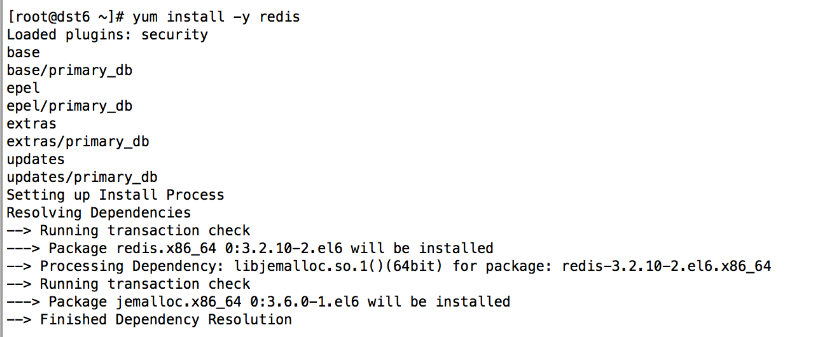 [root@dst6 ~]# yum install -y redis
Loaded plugins: security
base
base/primary_db
epel
epel/primary_db
extras
extras/primary_db
updates
updates/primary_db
Setting up Install Process
Resolving Dependencies
--> Running transaction check
---> Package redis.x86_64 0:3.2.10-2.el6 will be installed
--> Processing Dependency: libjemalloc.so.1()(64bit) for package: redis-3.2.10-2.el6.x86_64
--> Running transaction check
---> Package jemalloc.x86_64 0:3.6.0-1.el6 will be installed
--> Finished Dependency Resolution